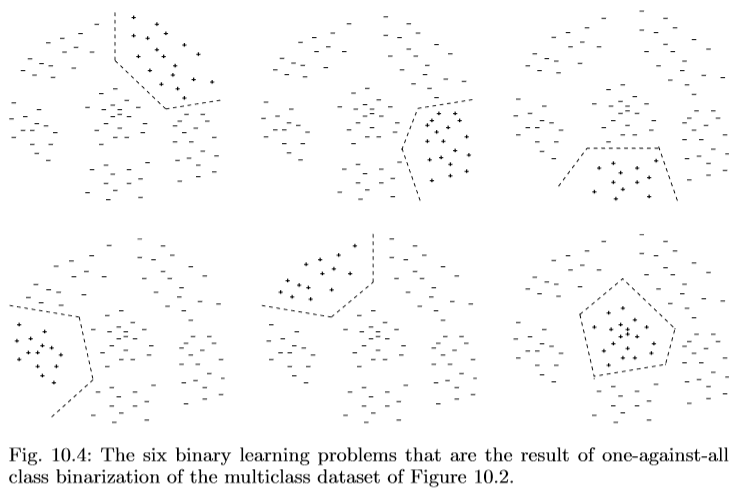 Fig. 10.4: The six binary learning problems that are the result of one-against-all
class binarization of the multiclass dataset of Figure 10.2.